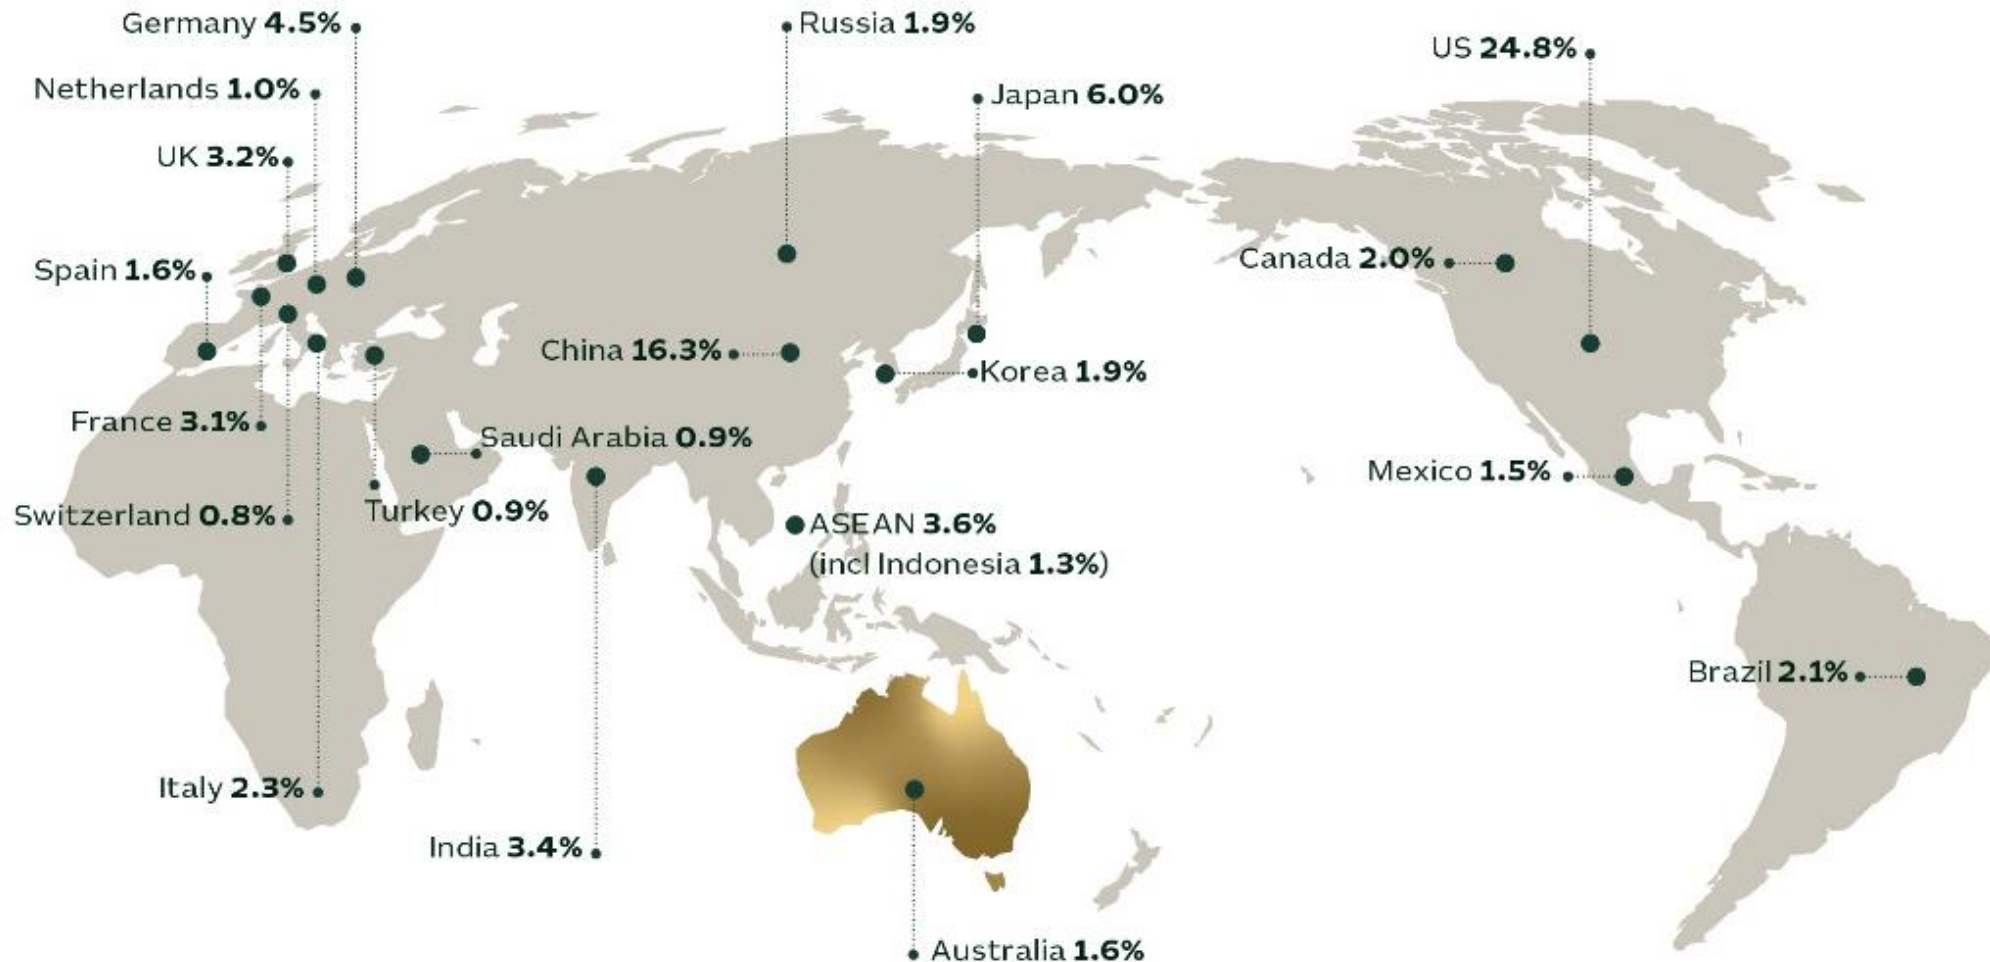 Germany 4.5%
Russia 1.9%
US 24.8%
Netherlands 1.0%
Japan 6.0%
UK 3.2%
Spain 1.6%
Canada 2.0%
China 16.3%
Korea 1.9%
France 3.1%
Saudi Arabia 0.9%
Mexico 1.5%
Switzerland 0.8%
Turkey 0.9%
ASEAN 3.6%
(incl Indonesia 1.3%)
Brazil 2.1%
Italy 2.3%
India 3.4%
Australia 1.6%